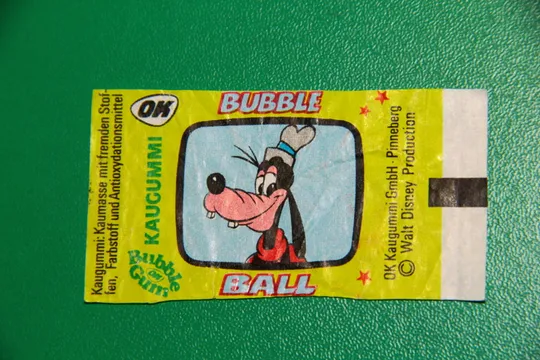 Kaugummi: Kaumasse mit fremden Stof-
fen, Farbstoff und Antioxydationsmittel
OK
KAUGUMMI
Bubble
OK
Gum
BUBBLE
BALL
OK Kaugummi GmbH · Pinneberg
© Walt Disney Production